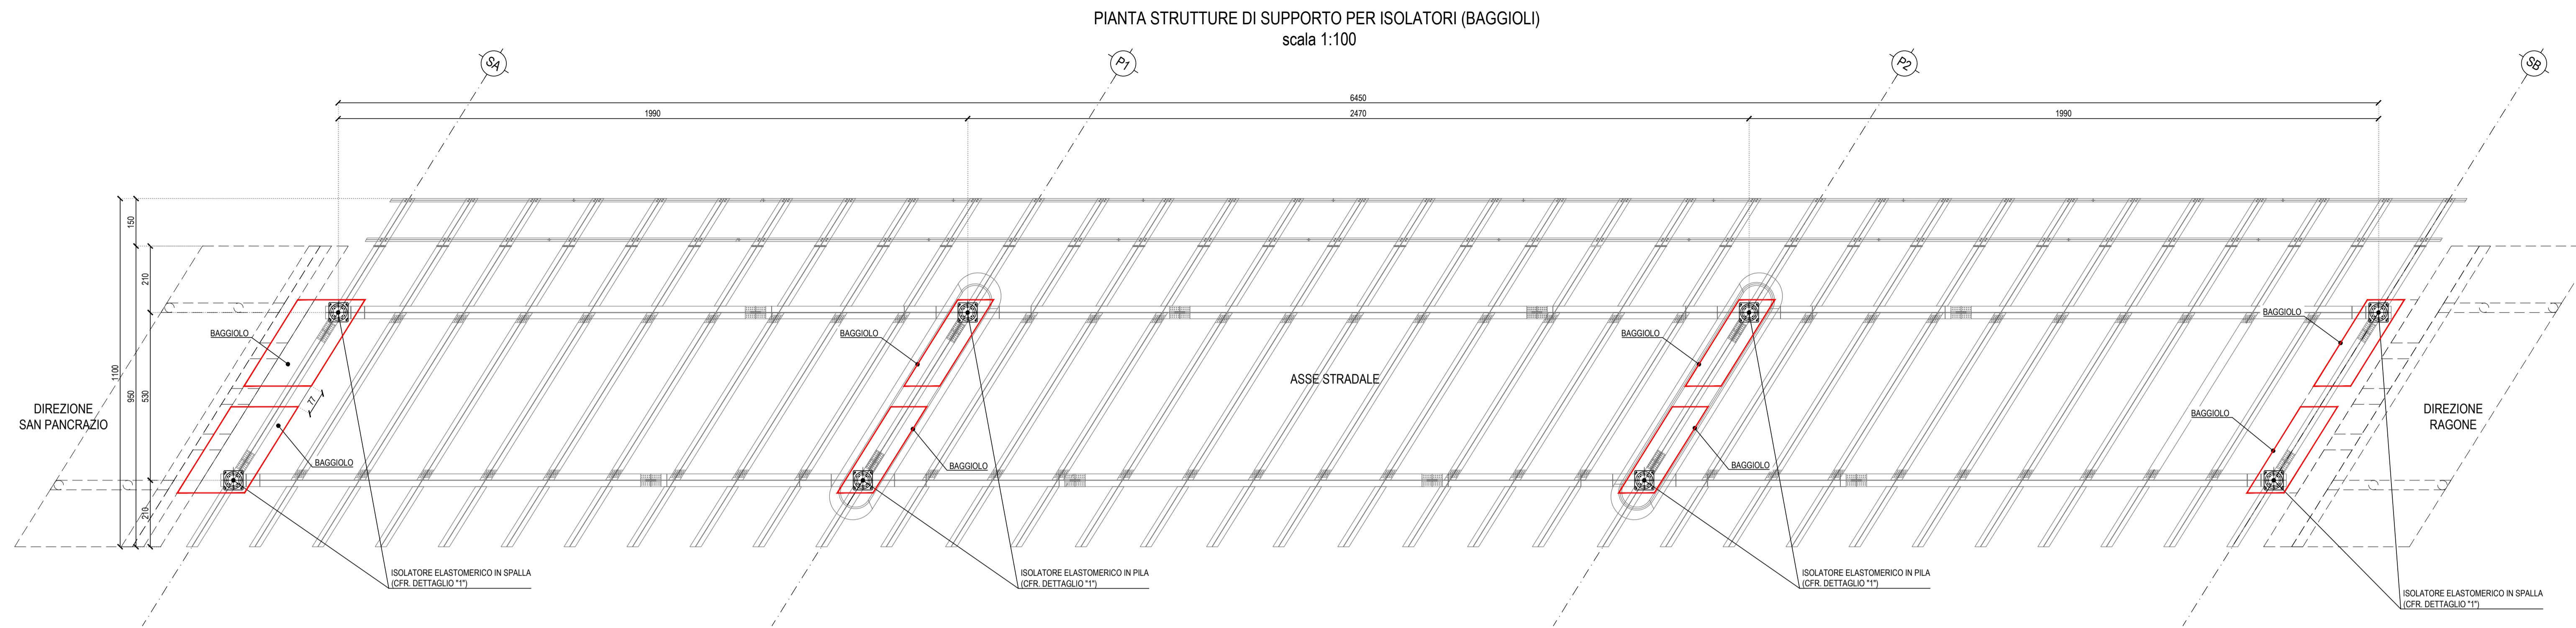 PIANTA STRUTTURE DI SUPPORTO PER ISOLATORI (BAGGIOLI)
scala 1:100
SA
P1
P2
SB
6450
1990
2470
1990
150
210
1100
950
530
210
77
BAGGIOLO
BAGGIOLO
BAGGIOLO
BAGGIOLO
BAGGIOLO
BAGGIOLO
BAGGIOLO
BAGGIOLO
ASSE STRADALE
DIREZIONE
SAN PANCRAZIO
DIREZIONE
RAGONE
ISOLATORE ELASTOMERICO IN SPALLA
(CFR. DETTAGLIO "1")
ISOLATORE ELASTOMERICO IN PILA
(CFR. DETTAGLIO "1")
ISOLATORE ELASTOMERICO IN PILA
(CFR. DETTAGLIO "1")
ISOLATORE ELASTOMERICO IN SPALLA
(CFR. DETTAGLIO "1")